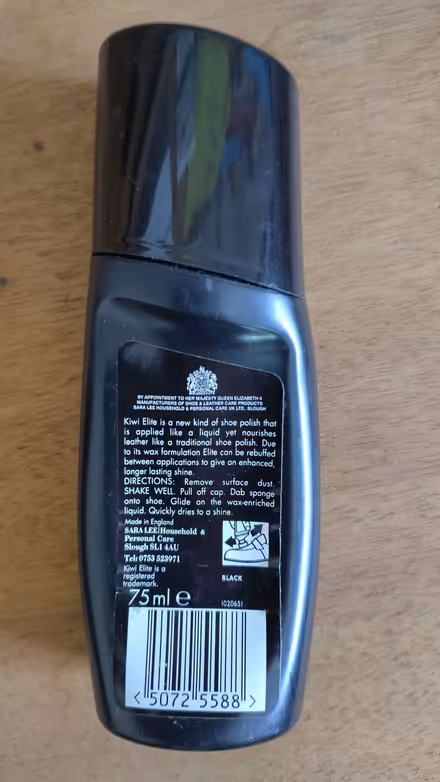 BY APPOINTMENT TO HER MAJESTY QUEEN ELIZABETH II
MANUFACTURERS OF SHOE & LEATHER CARE PRODUCTS
SARA LEE HOUSEHOLD & PERSONAL CARE UK LTD., SLOUGH
Kiwi Elite is a new kind of shoe polish that
is applied like a liquid yet nourishes
leather like a traditional shoe polish. Due
to its wax formulation Elite can be rebuffed
between applications to give an enhanced,
longer lasting shine.
DIRECTIONS: Remove surface dust.
SHAKE WELL. Pull off cap. Dab sponge
onto shoe. Glide on the wax-enriched
liquid. Quickly dries to a shine.
Made in England
SARA LEE Household &
Personal Care
Slough SL1 4AU
Tel: 0753 523971
Kiwi Elite is a
registered
trademark.
BLACK
75ml e
1020651
< 5072 5588 >